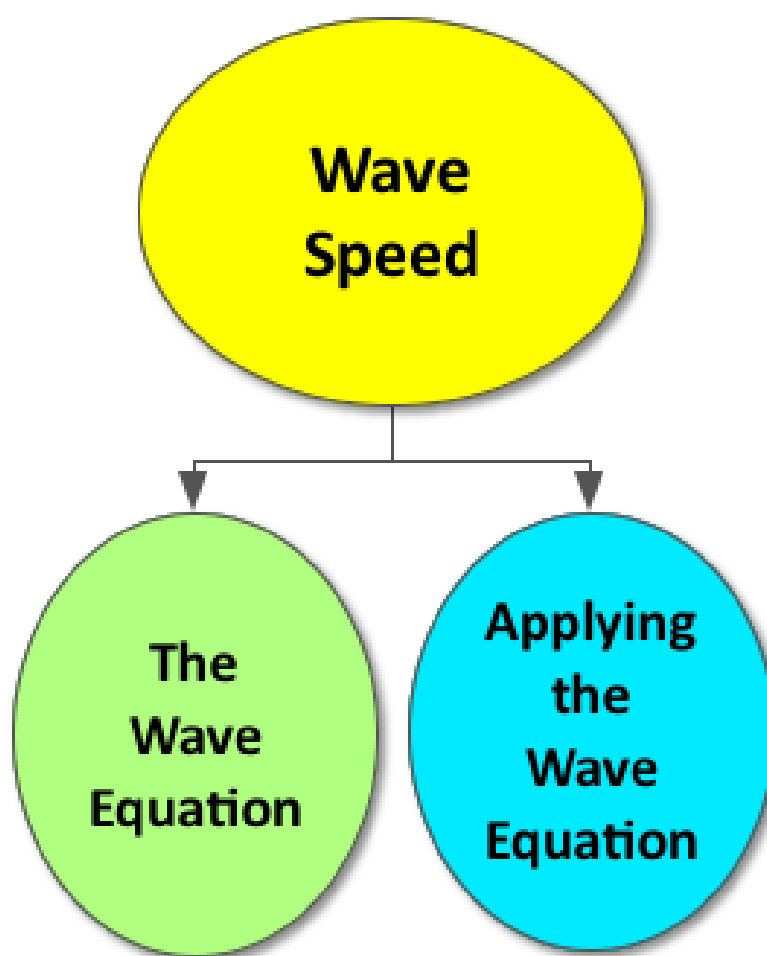 Wave
Speed
The
Wave
Equation
Applying
the
Wave
Equation